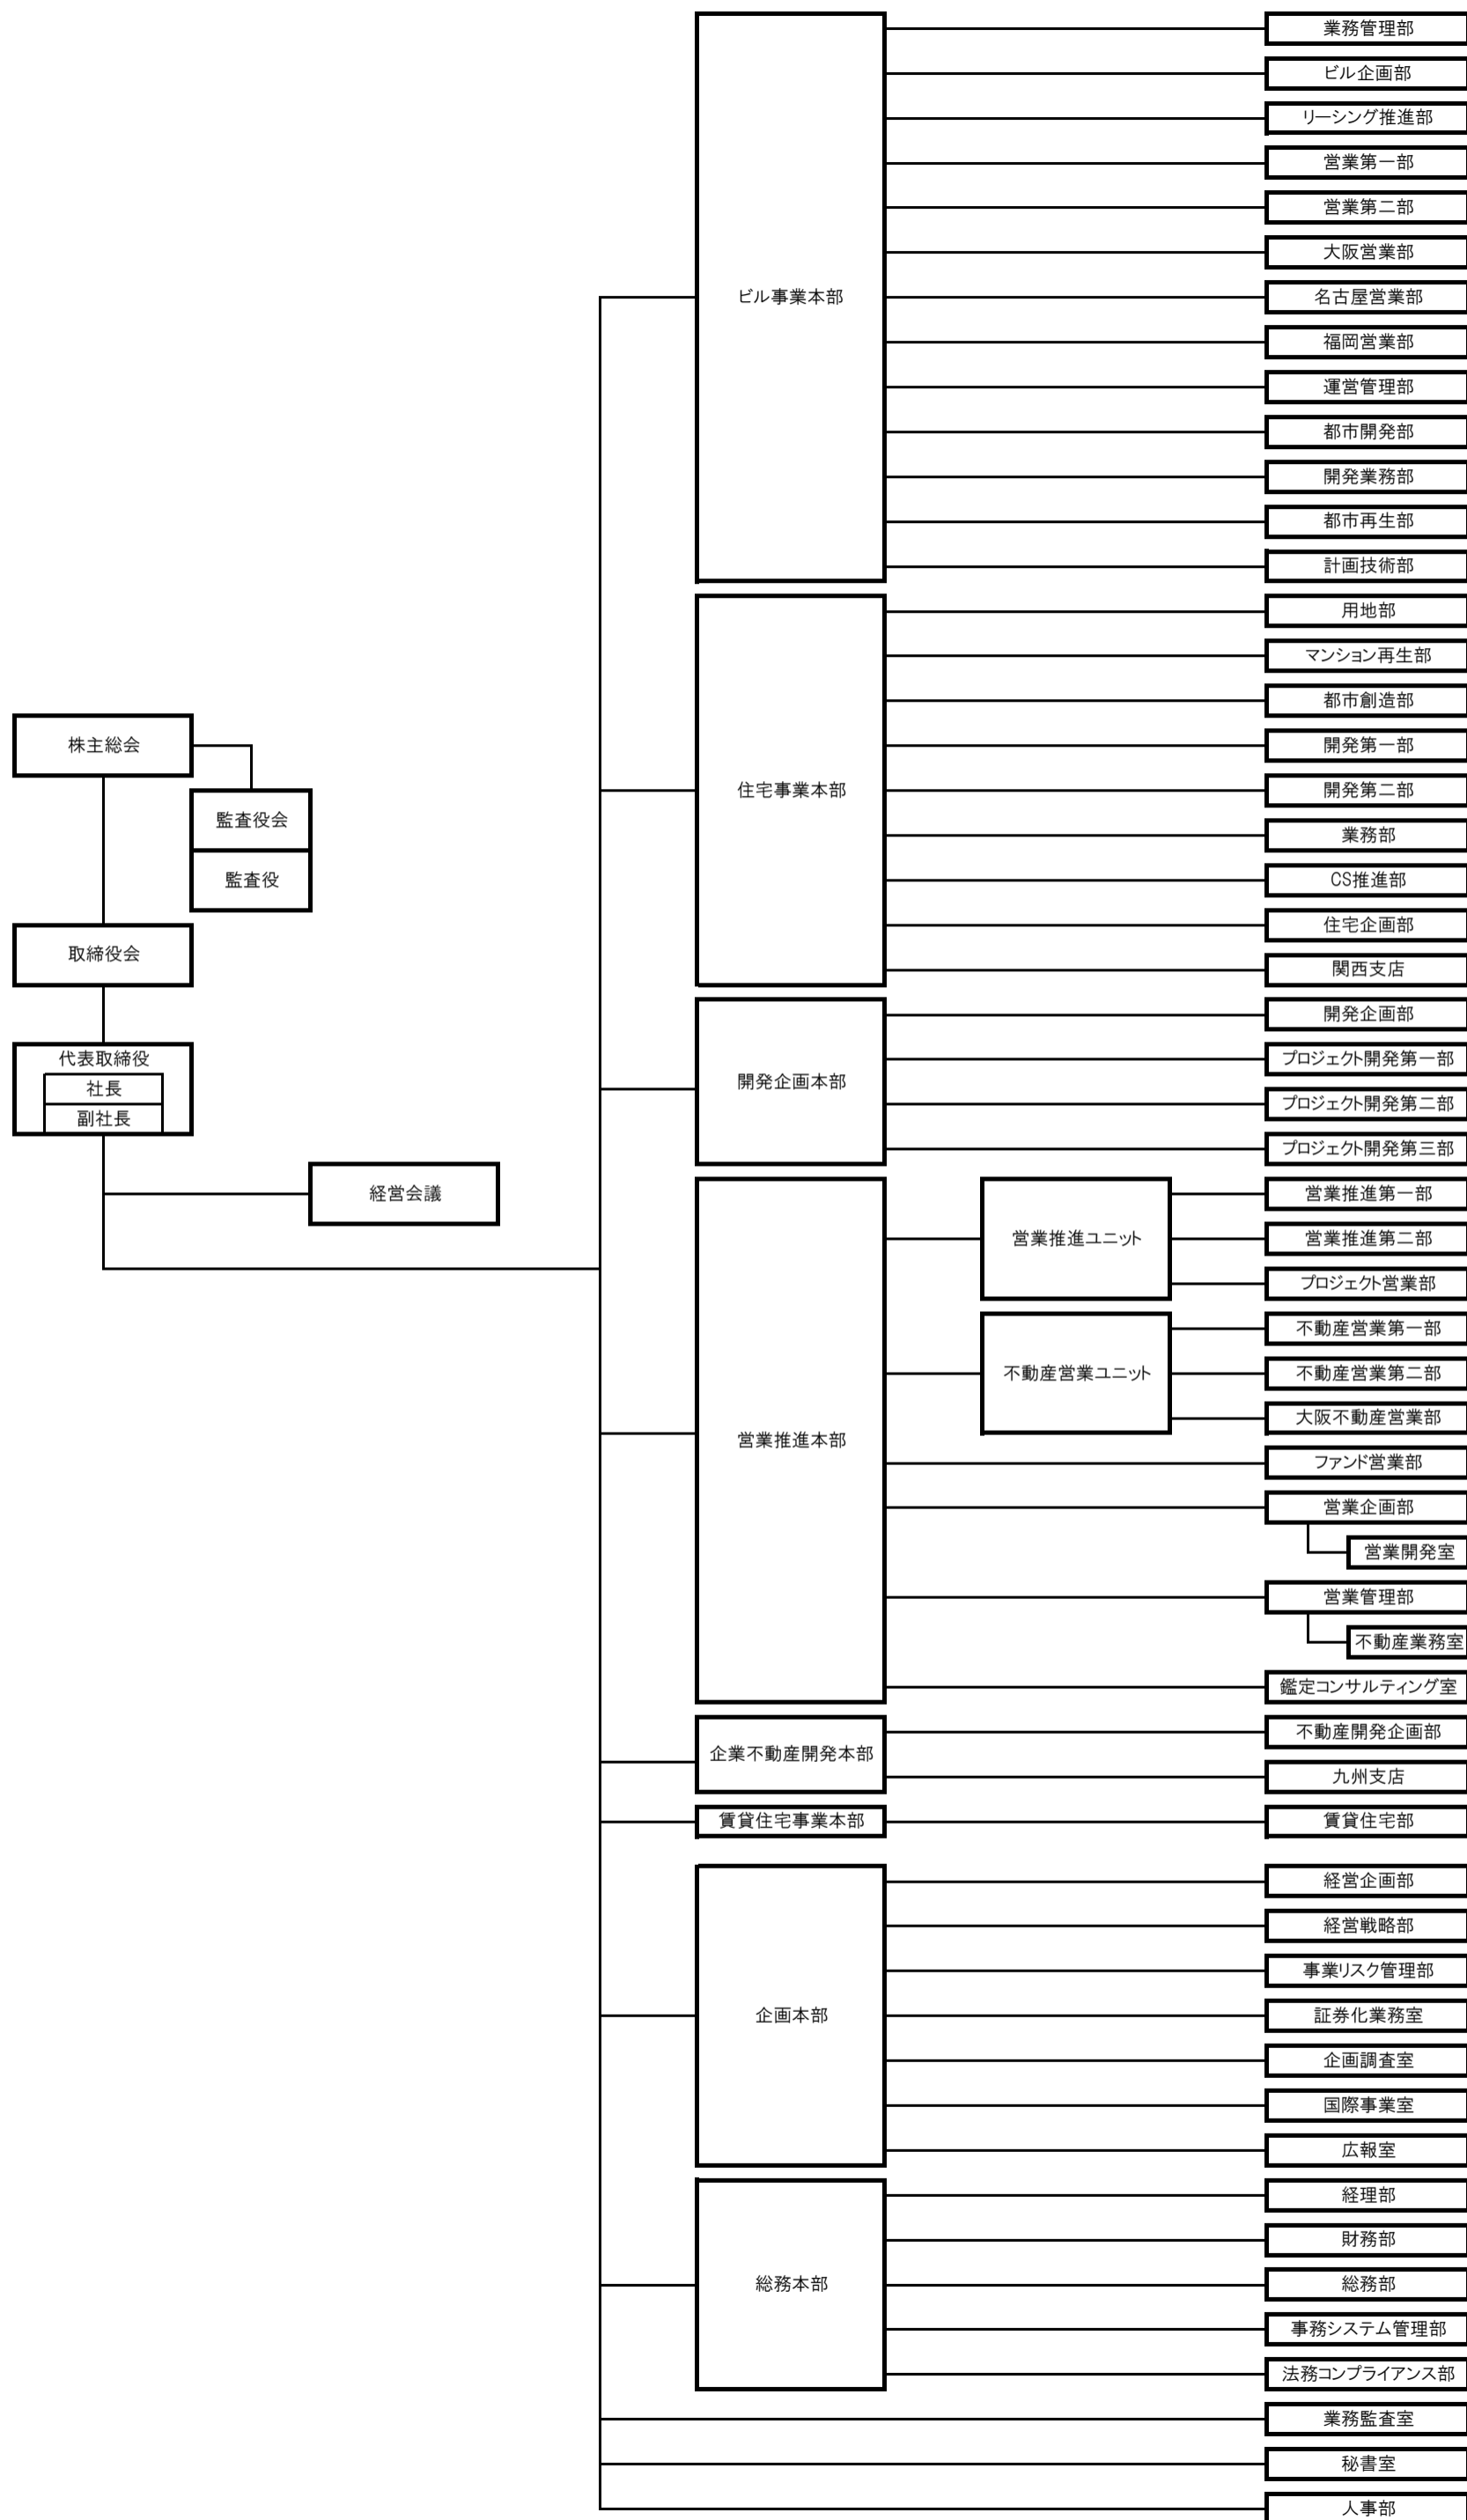 株主総会
監査役会
監査役
取締役会
代表取締役
社長
副社長
経営会議
ビル事業本部
業務管理部
ビル企画部
リーシング推進部
営業第一部
営業第二部
大阪営業部
名古屋営業部
福岡営業部
運営管理部
都市開発部
開発業務部
都市再生部
計画技術部
住宅事業本部
用地部
マンション再生部
都市創造部
開発第一部
開発第二部
業務部
CS推進部
住宅企画部
関西支店
開発企画本部
開発企画部
プロジェクト開発第一部
プロジェクト開発第二部
プロジェクト開発第三部
営業推進本部
営業推進ユニット
営業推進第一部
営業推進第二部
プロジェクト営業部
不動産営業ユニット
不動産営業第一部
不動産営業第二部
大阪不動産営業部
ファンド営業部
営業企画部
営業開発室
営業管理部
不動産業務室
鑑定コンサルティング室
企業不動産開発本部
不動産開発企画部
九州支店
賃貸住宅事業本部
賃貸住宅部
企画本部
経営企画部
経営戦略部
事業リスク管理部
証券化業務室
企画調査室
国際事業室
広報室
総務本部
経理部
財務部
総務部
事務システム管理部
法務コンプライアンス部
業務監査室
秘書室
人事部